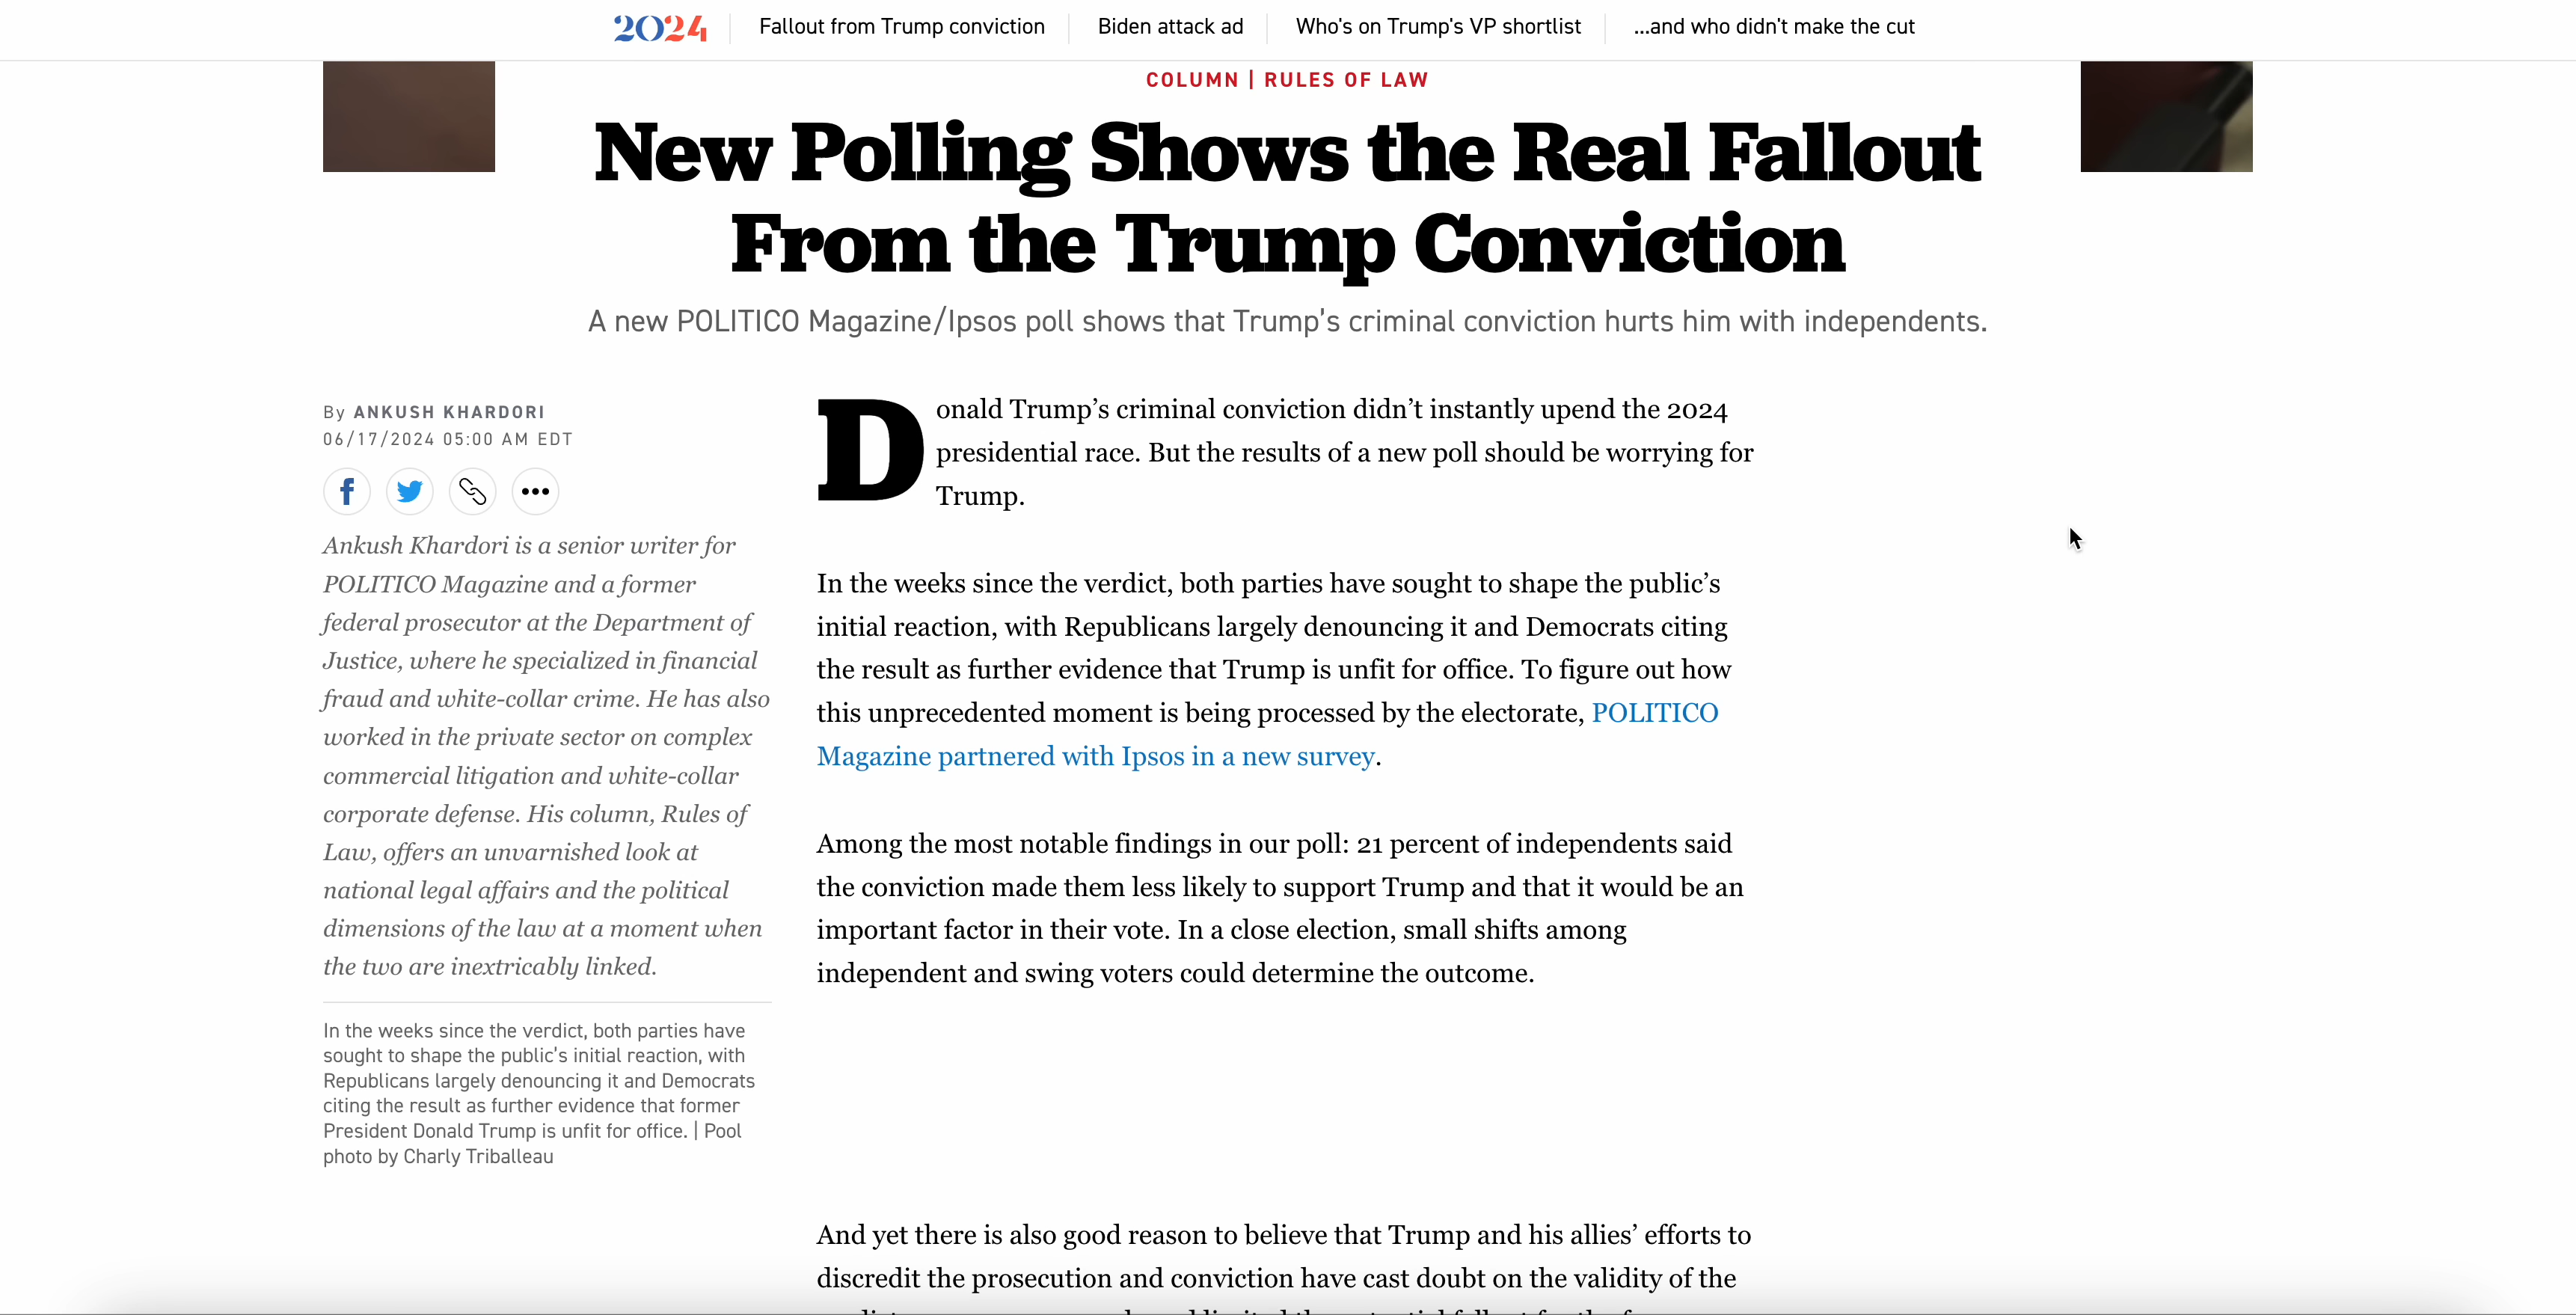 2024 Fallout from Trump conviction Biden attack ad Who's on Trump's VP shortlist ...and who didn't make the cut
COLUMN | RULES OF LAW
New Polling Shows the Real Fallout
From the Trump Conviction
A new POLITICO Magazine/Ipsos poll shows that Trump’s criminal conviction hurts him with independents.
By ANKUSH KHARDORI
06/17/2024 05:00 AM EDT
Ankush Khardori is a senior writer for
POLITICO Magazine and a former
federal prosecutor at the Department of
Justice, where he specialized in financial
fraud and white-collar crime. He has also
worked in the private sector on complex
commercial litigation and white-collar
corporate defense. His column, Rules of
Law, offers an unvarnished look at
national legal affairs and the political
dimensions of the law at a moment when
the two are inextricably linked.
In the weeks since the verdict, both parties have
sought to shape the public’s initial reaction, with
Republicans largely denouncing it and Democrats
citing the result as further evidence that former
President Donald Trump is unfit for office. | Pool
photo by Charly Triballeau
Donald Trump’s criminal conviction didn’t instantly upend the 2024
presidential race. But the results of a new poll should be worrying for
Trump.
In the weeks since the verdict, both parties have sought to shape the public’s
initial reaction, with Republicans largely denouncing it and Democrats citing
the result as further evidence that Trump is unfit for office. To figure out how
this unprecedented moment is being processed by the electorate, POLITICO
Magazine partnered with Ipsos in a new survey.
Among the most notable findings in our poll: 21 percent of independents said
the conviction made them less likely to support Trump and that it would be an
important factor in their vote. In a close election, small shifts among
independent and swing voters could determine the outcome.
And yet there is also good reason to believe that Trump and his allies’ efforts to
discredit the prosecution and conviction have cast doubt on the validity of the